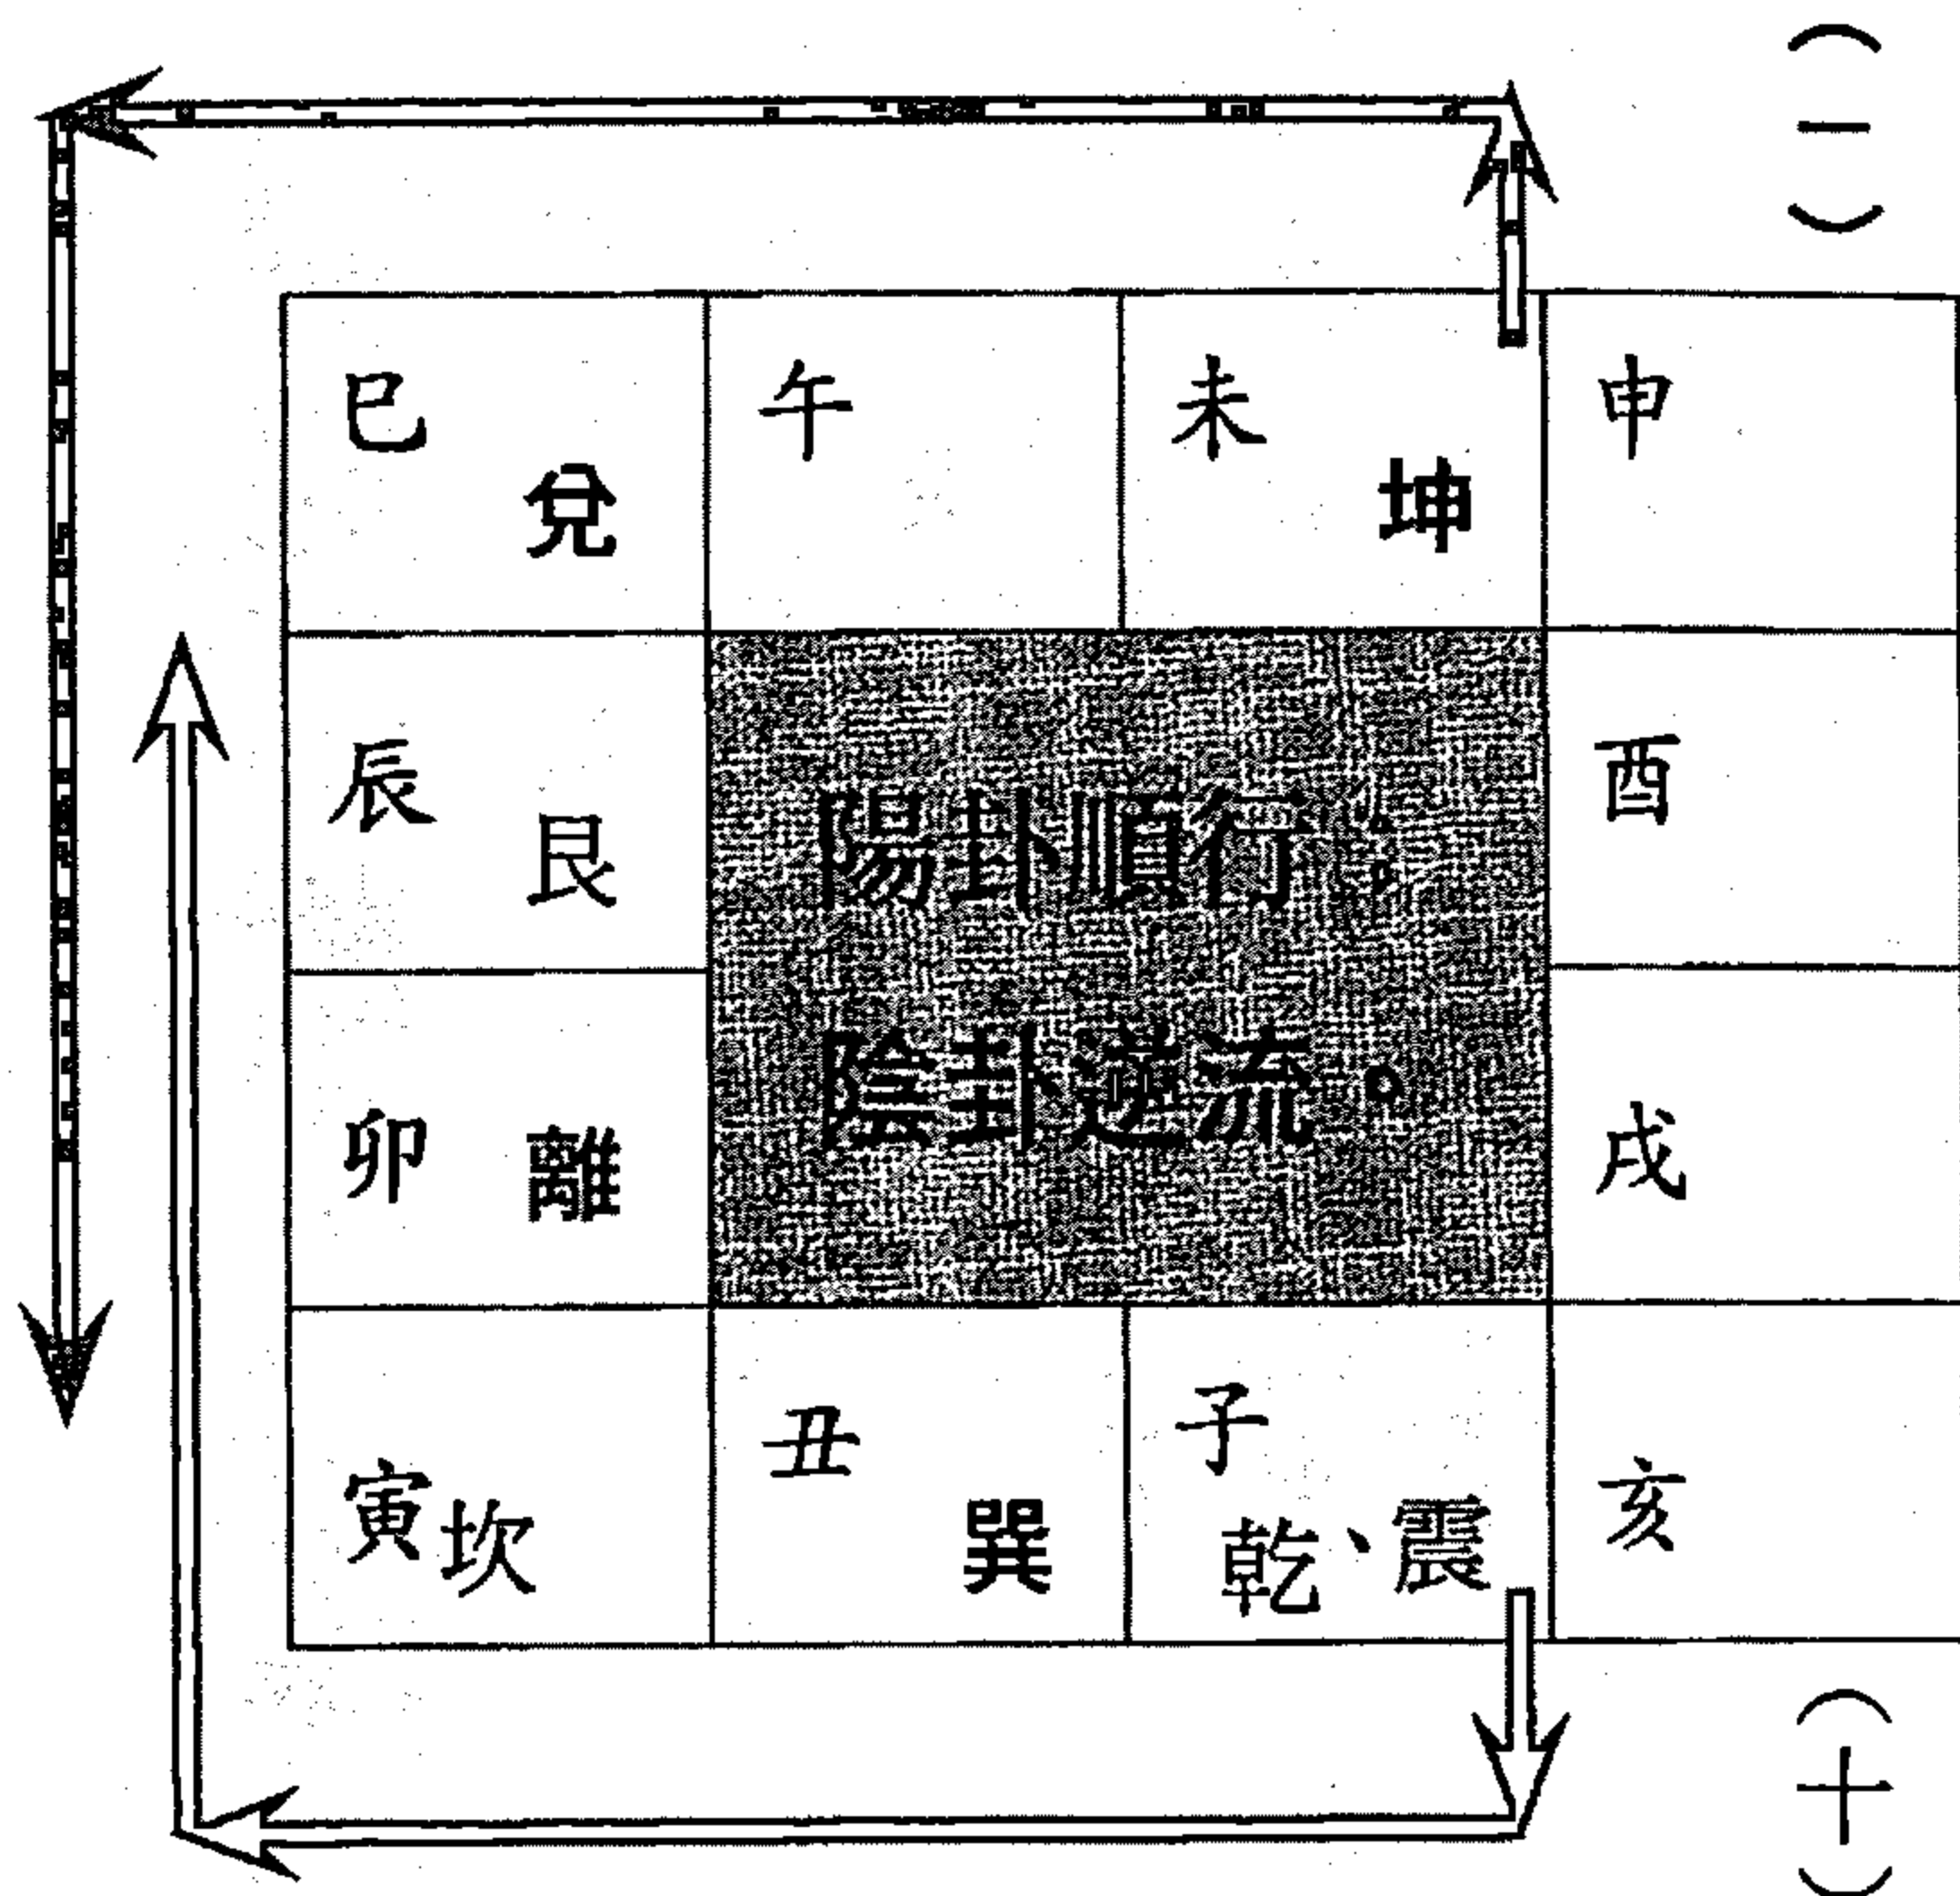 （一）
巳 兌
午
未 坤
申
辰 艮
酉
陽卦順行；
陰卦逆流。
卯 離
戌
寅 坎
丑 巽
子 乾、震
亥
（十）